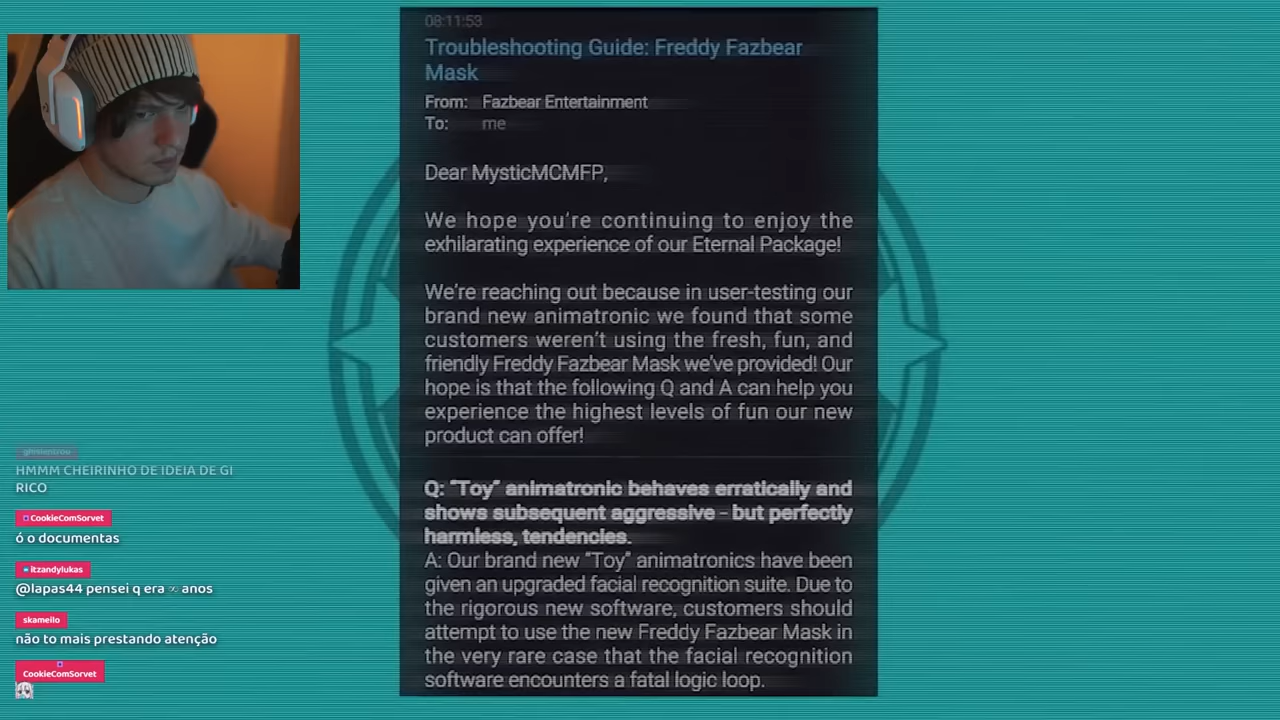 08:11:53
Troubleshooting Guide: Freddy Fazbear
Mask
From: Fazbear Entertainment
To: me
Dear MysticMCMFP,
We hope you're continuing to enjoy the
exhilarating experience of our Eternal Package!
We're reaching out because in user-testing our
brand new animatronic we found that some
customers weren't using the fresh, fun, and
friendly Freddy Fazbear Mask we've provided! Our
hope is that the following Q and A can help you
experience the highest levels of fun our new
product can offer!
Q: "Toy" animatronic behaves erratically and
shows subsequent aggressive - but perfectly
harmless, tendencies.
A: Our brand new "Toy" animatronics have been
given an upgraded facial recognition suite. Due to
the rigorous new software, customers should
attempt to use the new Freddy Fazbear Mask in
the very rare case that the facial recognition
software encounters a fatal logic loop.
HMMM CHEIRINHO DE IDEIA DE GI
RICO
CookieComSorvet
ó o documentas
itzandylukas
@lapas44 pensei q era ∞ anos
skameilo
não to mais prestando atenção
CookieComSorvet